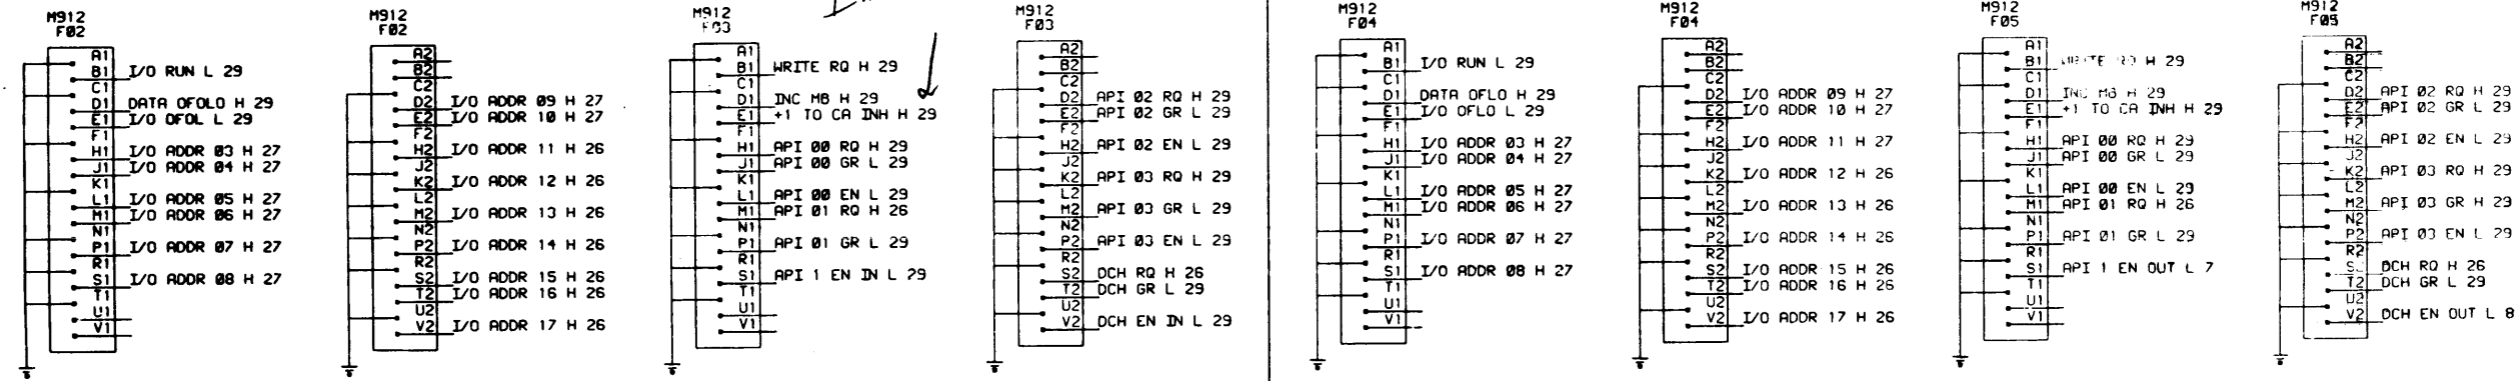 M912
F02
A1
B1 I/O RUN L 29
C1
D1 DATA OFOLO H 29
E1 I/O OFOL L 29
F1
H1 I/O ADDR 03 H 27
J1 I/O ADDR 04 H 27
K1
L1 I/O ADDR 05 H 27
M1 I/O ADDR 06 H 27
N1
P1 I/O ADDR 07 H 27
R1
S1 I/O ADDR 08 H 27
T1
U1
V1
M912
F02
A2
B2
C2
D2 I/O ADDR 09 H 27
E2 I/O ADDR 10 H 27
F2
H2 I/O ADDR 11 H 26
J2
K2 I/O ADDR 12 H 26
L2
M2 I/O ADDR 13 H 26
N2
P2 I/O ADDR 14 H 26
R2
S2 I/O ADDR 15 H 26
T2 I/O ADDR 16 H 26
U2
V2 I/O ADDR 17 H 26
M912
F03
A1
B1 WRITE RQ H 29
C1
D1 INC MB H 29
E1 +1 TO CA INH H 29
F1
H1 API 00 RQ H 29
J1 API 00 GR L 29
K1
L1 API 00 EN L 29
M1 API 01 RQ H 26
N1
P1 API 01 GR L 29
R1
S1 API 1 EN IN L 29
T1
U1
V1
M912
F03
A2
B2
C2
D2 API 02 RQ H 29
E2 API 02 GR L 29
F2
H2 API 02 EN L 29
J2
K2 API 03 RQ H 29
L2
M2 API 03 GR L 29
N2
P2 API 03 EN L 29
R2
S2 DCH RQ H 26
T2 DCH GR L 29
U2
V2 DCH EN IN L 29
M912
F04
A1
B1 I/O RUN L 29
C1
D1 DATA OFLO H 29
E1 I/O OFLO L 29
F1
H1 I/O ADDR 03 H 27
J1 I/O ADDR 04 H 27
K1
L1 I/O ADDR 05 H 27
M1 I/O ADDR 06 H 27
N1
P1 I/O ADDR 07 H 27
R1
S1 I/O ADDR 08 H 27
T1
U1
V1
M912
F04
A2
B2
C2
D2 I/O ADDR 09 H 27
E2 I/O ADDR 10 H 27
F2
H2 I/O ADDR 11 H 27
J2
K2 I/O ADDR 12 H 26
L2
M2 I/O ADDR 13 H 26
N2
P2 I/O ADDR 14 H 26
R2
S2 I/O ADDR 15 H 26
T2 I/O ADDR 16 H 26
U2
V2 I/O ADDR 17 H 26
M912
F05
A1
B1 WRITE RQ H 29
C1
D1 INC MB H 29
E1 +1 TO CA INH H 29
F1
H1 API 00 RQ H 29
J1 API 00 GR L 29
K1
L1 API 00 EN L 29
M1 API 01 RQ H 26
N1
P1 API 01 GR L 29
R1
S1 API 1 EN OUT L 7
T1
U1
V1
M912
F05
A2
B2
C2
D2 API 02 RQ H 29
E2 API 02 GR L 29
F2
H2 API 02 EN L 29
J2
K2 API 03 RQ H 29
L2
M2 API 03 GR H 29
N2
P2 API 03 EN L 29
R2
S2 DCH RQ H 26
T2 DCH GR L 29
U2
V2 DCH EN OUT L 8